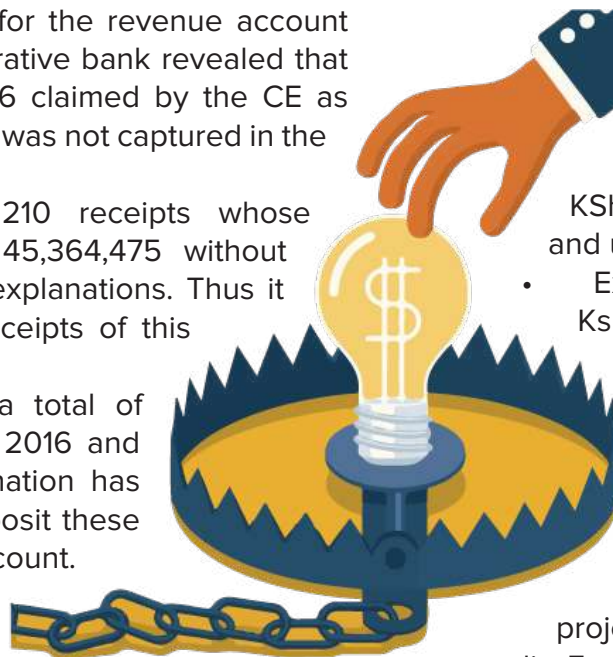 for the revenue account
rative bank revealed that
6 claimed by the CE as
was not captured in the
210 receipts whose
45,364,475 without
explanations. Thus it
ceipts of this
a total of
2016 and
nation has
posit these
count.
KSh
and u
•
Ks
proje
$